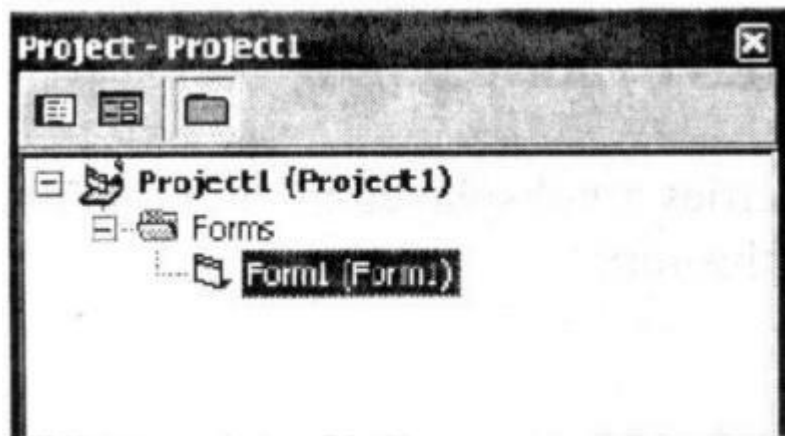 Project - Project1
Project1 (Project1)
Forms
Form1 (Form1)